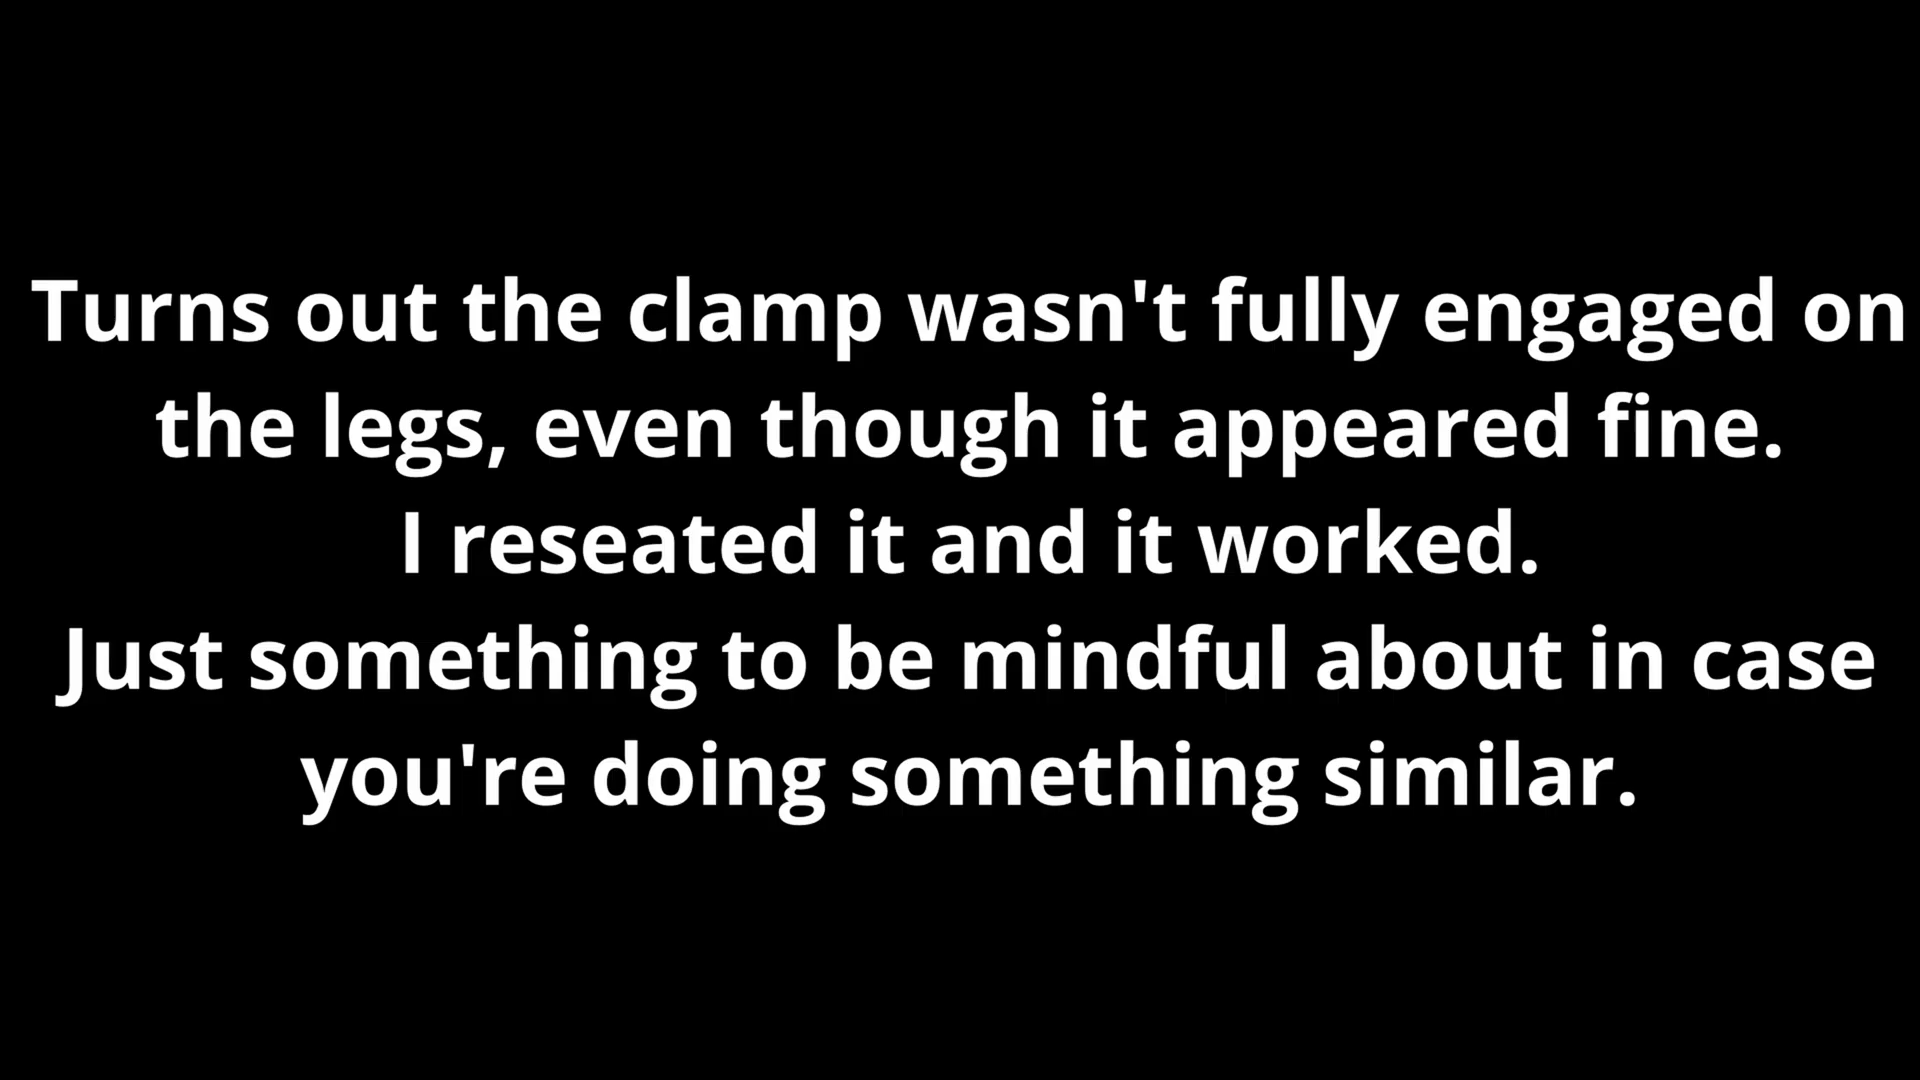 Turns out the clamp wasn't fully engaged on
the legs, even though it appeared fine.
I reseated it and it worked.
Just something to be mindful about in case
you're doing something similar.